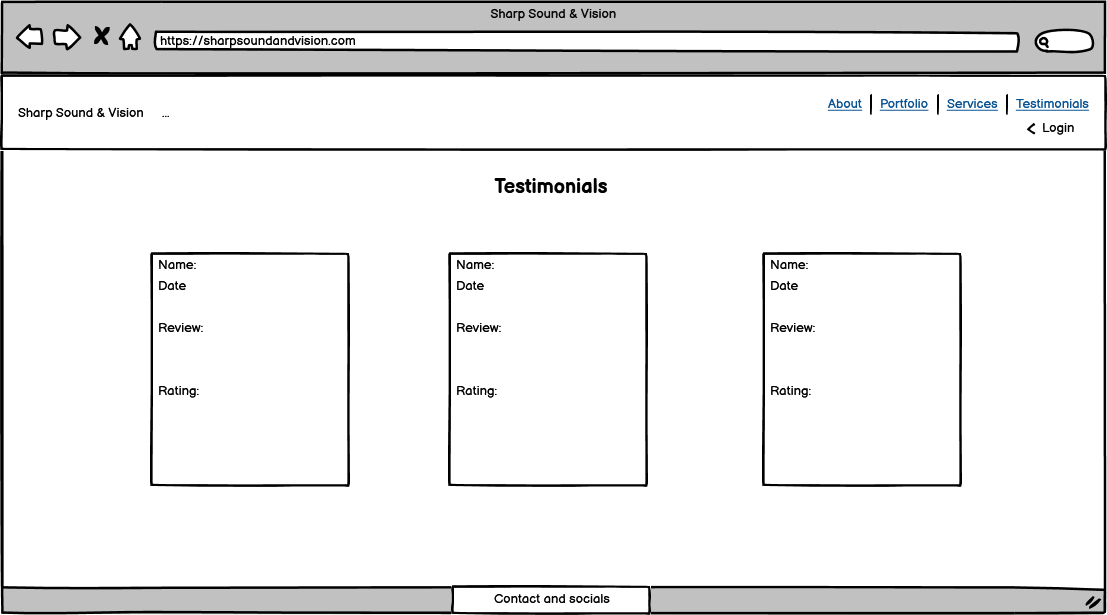 Sharp Sound & Vision
https://sharpsoundandvision.com
Sharp Sound & Vision ...
About Portfolio Services Testimonials
Login
Testimonials
Name:
Date
Review:
Rating:
Name:
Date
Review:
Rating:
Name:
Date
Review:
Rating:
Contact and socials